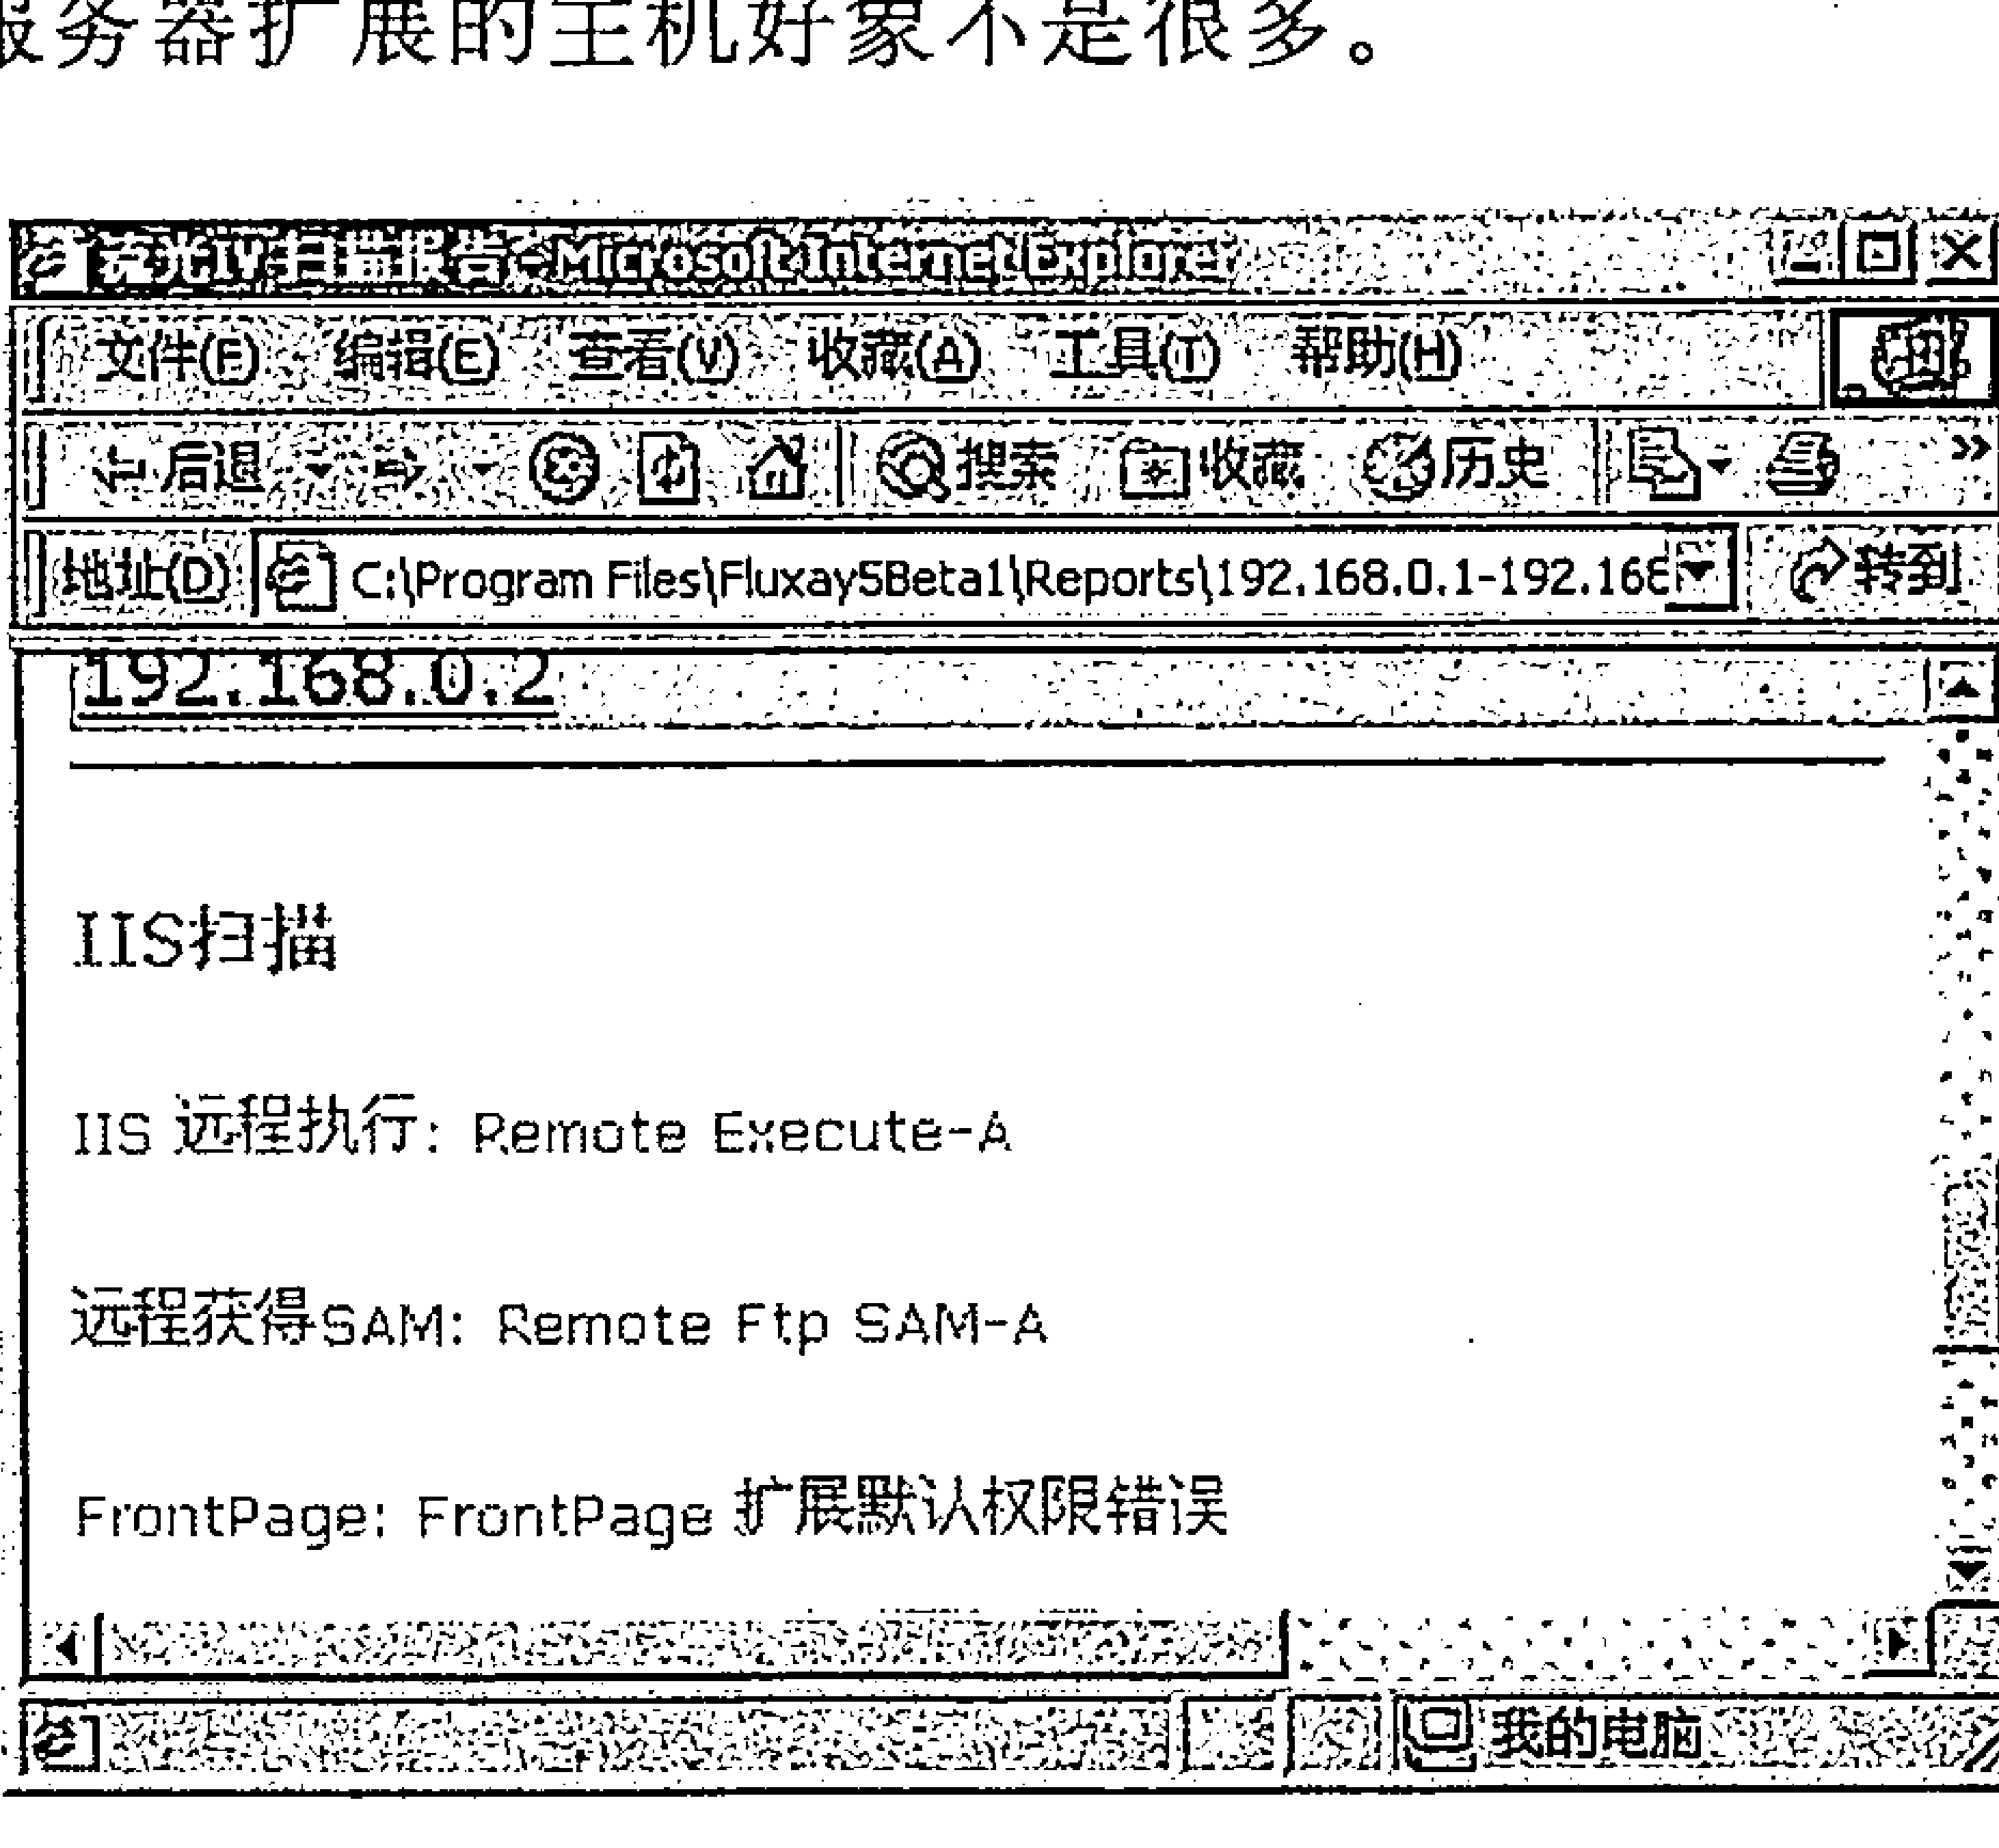 服务器扩展的主机好象不是很多。
流光IV 扫描报告 - Microsoft Internet Explorer
文件(F) 编辑(E) 查看(V) 收藏(A) 工具(T) 帮助(H)
后退 搜索 收藏 历史 »
地址(D) C:\Program Files\Fluxay5Beta1\Reports\192.168.0.1-192.168 转到
192.168.0.2
IIS扫描
IIS 远程执行: Remote Execute-A
远程获得SAM: Remote Ftp SAM-A
FrontPage: FrontPage 扩展默认权限错误
我的电脑